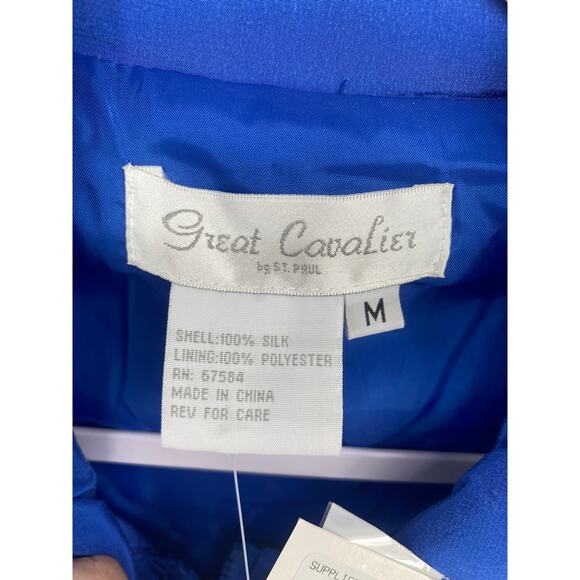 Great Cavalier
by ST. PAUL
M
SHELL:100% SILK
LINING:100% POLYESTER
RN: 67584
MADE IN CHINA
REV FOR CARE